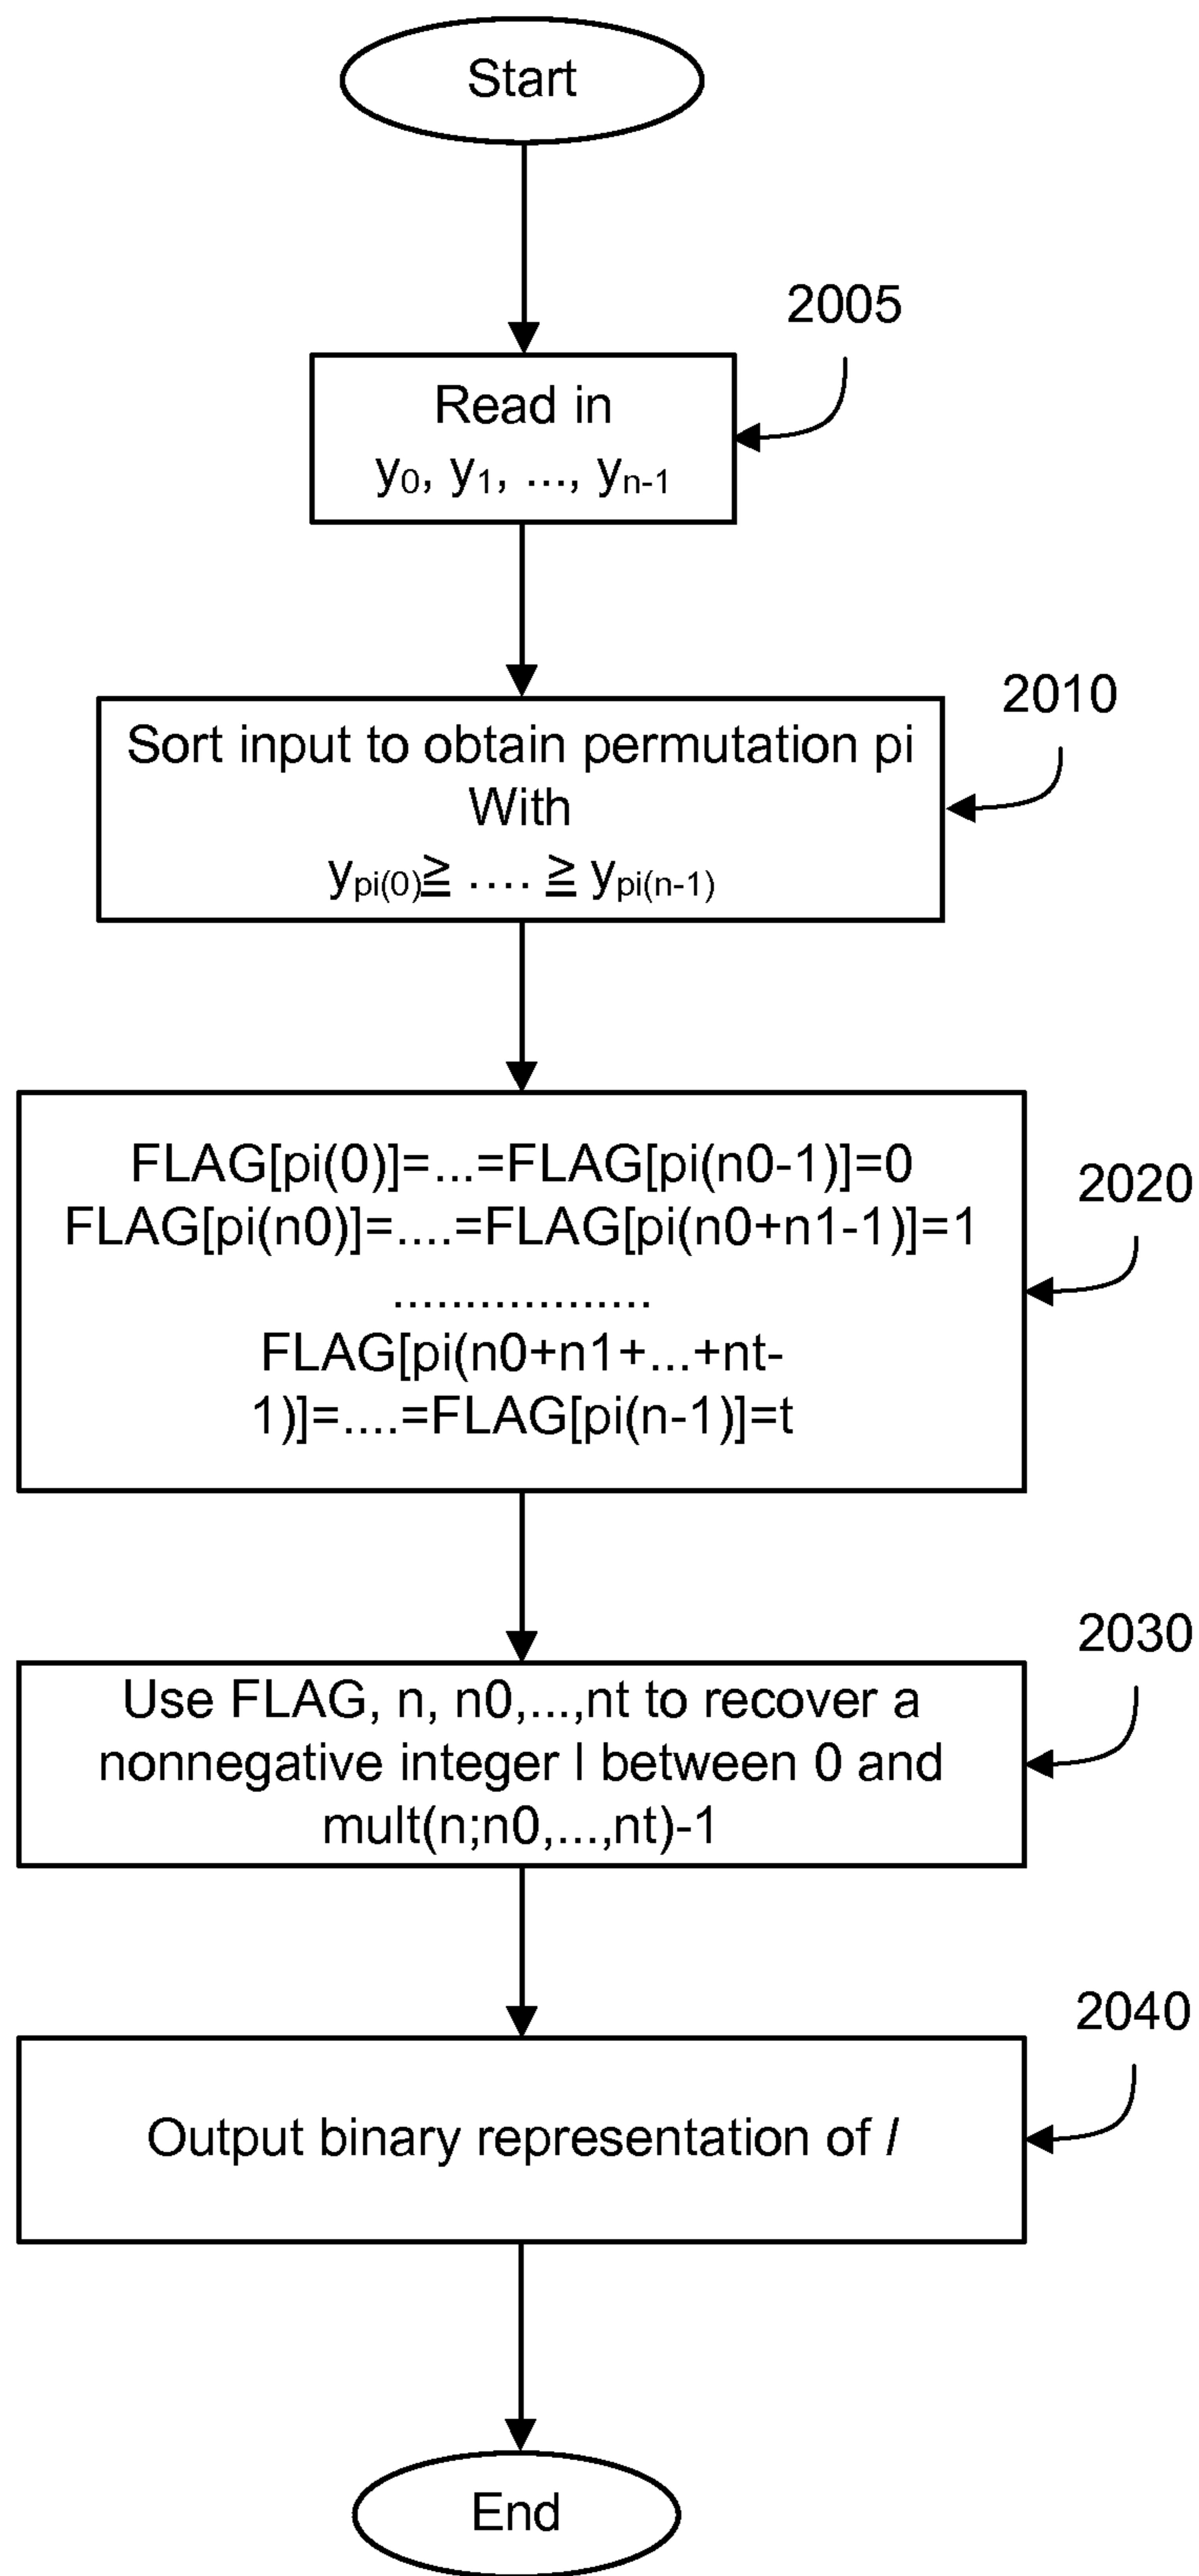 Start
2005
Read in
y0, y1, ..., yn-1
2010
Sort input to obtain permutation pi
With
ypi(0)≧ .... ≧ ypi(n-1)
2020
FLAG[pi(0)]=...=FLAG[pi(n0-1)]=0
FLAG[pi(n0)]=....=FLAG[pi(n0+n1-1)]=1
..................
FLAG[pi(n0+n1+...+nt-
1)]=....=FLAG[pi(n-1)]=t
2030
Use FLAG, n, n0,...,nt to recover a
nonnegative integer l between 0 and
mult(n;n0,...,nt)-1
2040
Output binary representation of l
End